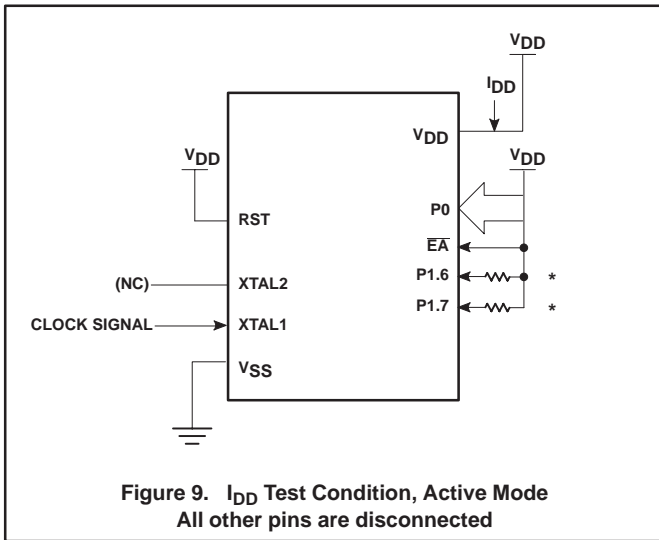 VDD
IDD
VDD
VDD
VDD
P0
RST
EA
(NC)
XTAL2
P1.6
*
CLOCK SIGNAL
XTAL1
P1.7
*
VSS
Figure 9. IDD Test Condition, Active Mode
All other pins are disconnected